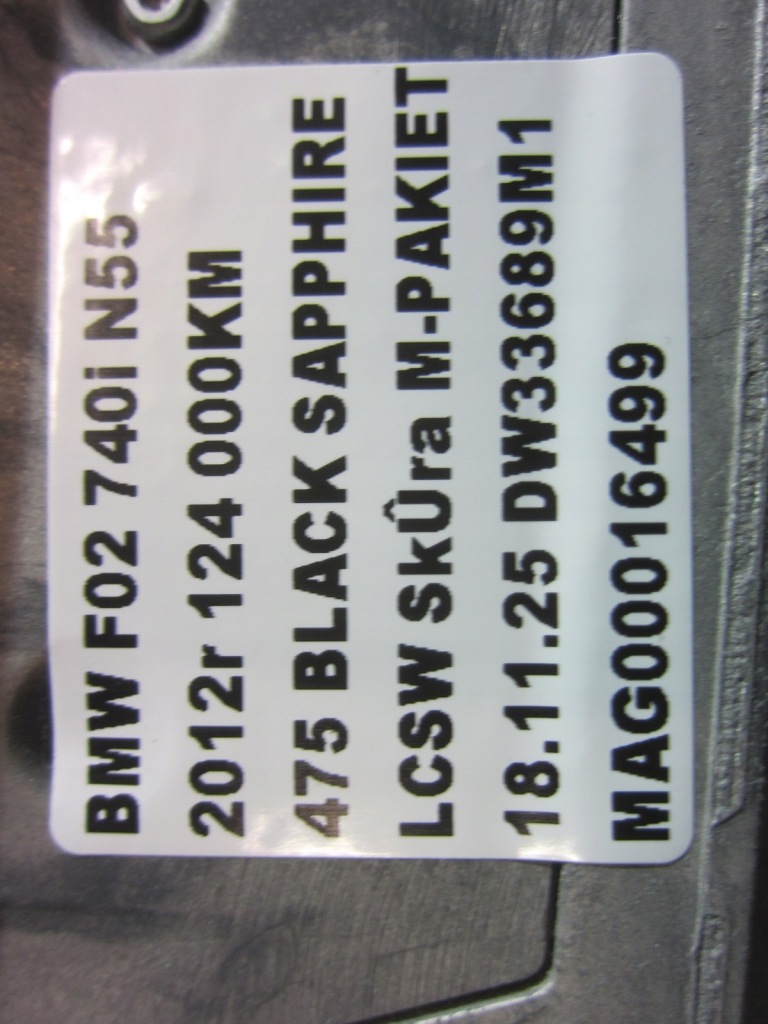 BMW F02 740i N55
2012r 124 000KM
475 BLACK SAPPHIRE
LCSW SkÛra M-PAKIET
18.11.25 DW33689M1
MAG00016499